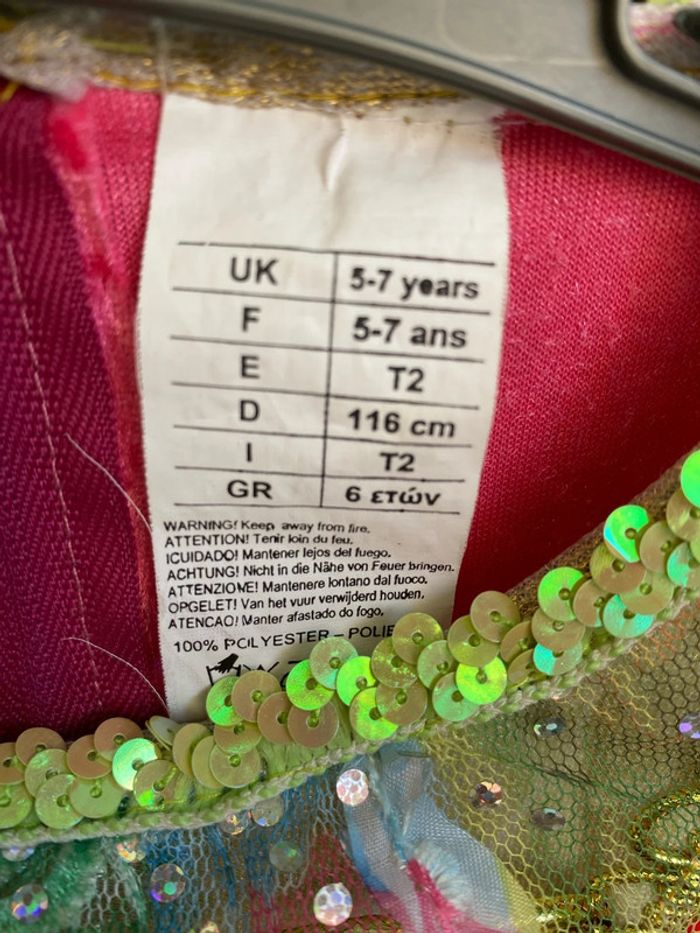 UK 5-7 years
F 5-7 ans
E T2
D 116 cm
I T2
GR 6 ετών
WARNING! Keep away from fire.
ATTENTION! Tenir loin du feu.
¡CUIDADO! Mantener lejos del fuego.
ACHTUNG! Nicht in die Nähe von Feuer bringen.
ATTENZIONE! Mantenere lontano dal fuoco.
OPGELET! Van het vuur verwijderd houden.
ATENCAO! Manter afastado do fogo.
100% POLYESTER –